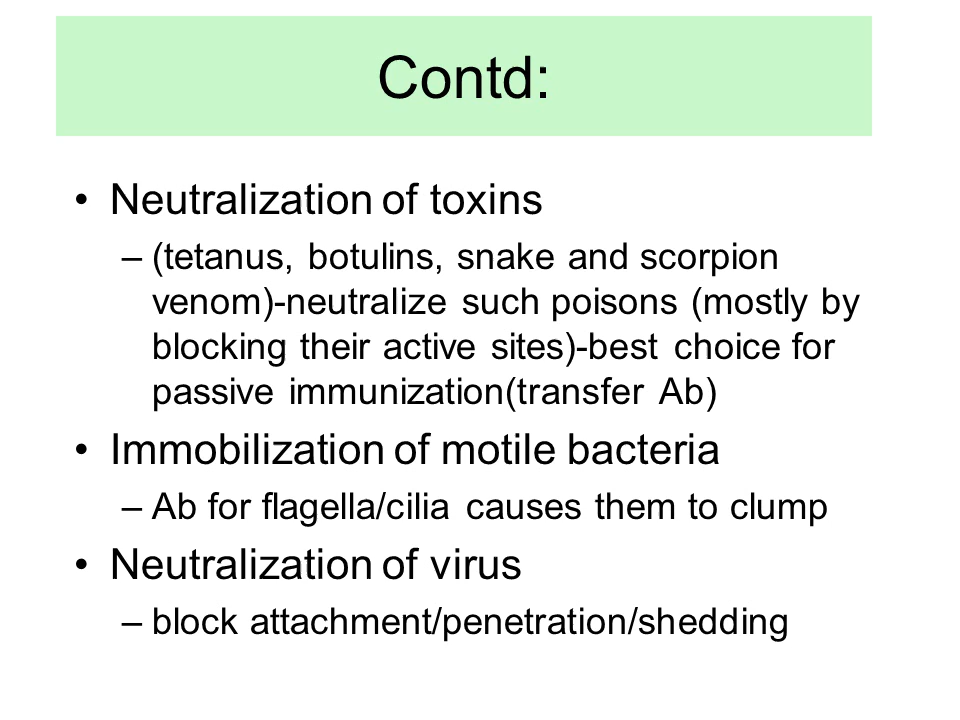 Contd:
• Neutralization of toxins
– (tetanus, botulins, snake and scorpion
venom)-neutralize such poisons (mostly by
blocking their active sites)-best choice for
passive immunization(transfer Ab)
• Immobilization of motile bacteria
– Ab for flagella/cilia causes them to clump
• Neutralization of virus
– block attachment/penetration/shedding